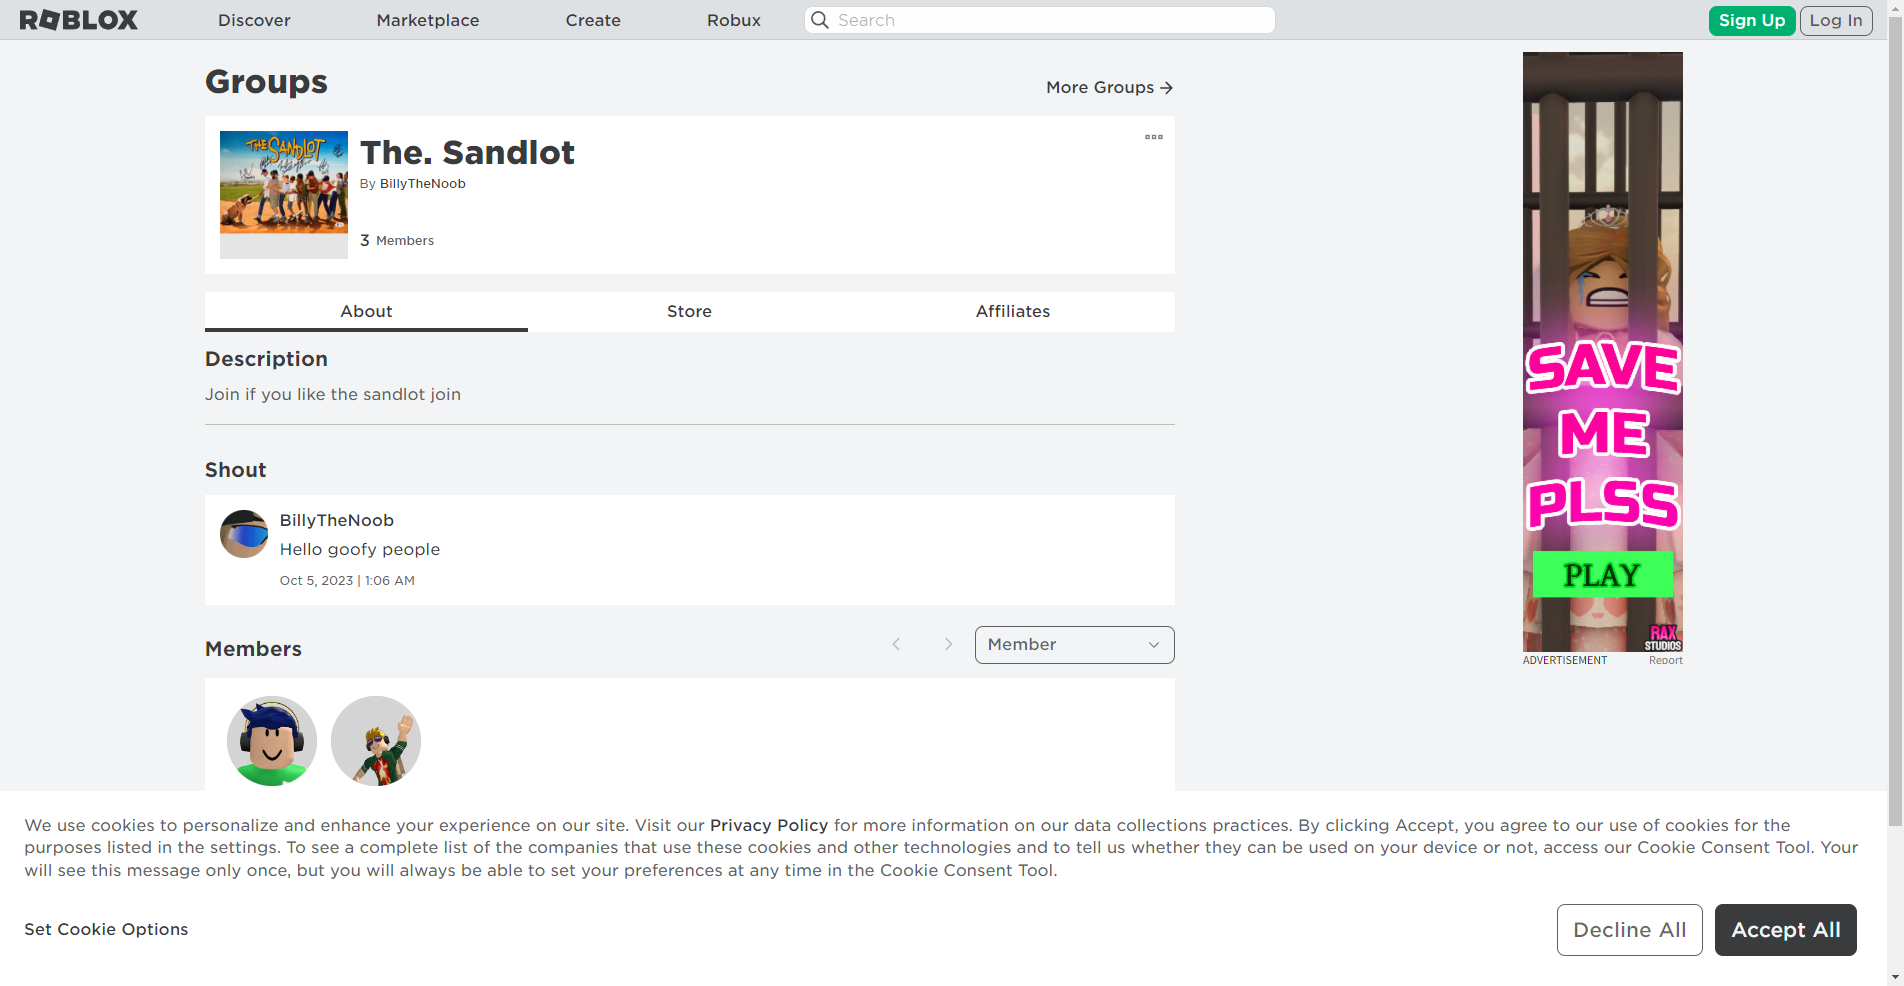 ROBLOX
Discover
Marketplace
Create
Robux
Search
Sign Up
Log In
Groups
More Groups
THE SANDLOT
The. Sandlot
By BillyTheNoob
3 Members
About
Store
Affiliates
Description
Join if you like the sandlot join
Shout
BillyTheNoob
Hello goofy people
Oct 5, 2023 | 1:06 AM
Members
Member
SAVE
ME
PLSS
PLAY
RAX
STUDIOS
ADVERTISEMENT
Report
We use cookies to personalize and enhance your experience on our site. Visit our Privacy Policy for more information on our data collections practices. By clicking Accept, you agree to our use of cookies for the
purposes listed in the settings. To see a complete list of the companies that use these cookies and other technologies and to tell us whether they can be used on your device or not, access our Cookie Consent Tool. Your
will see this message only once, but you will always be able to set your preferences at any time in the Cookie Consent Tool.
Set Cookie Options
Decline All
Accept All